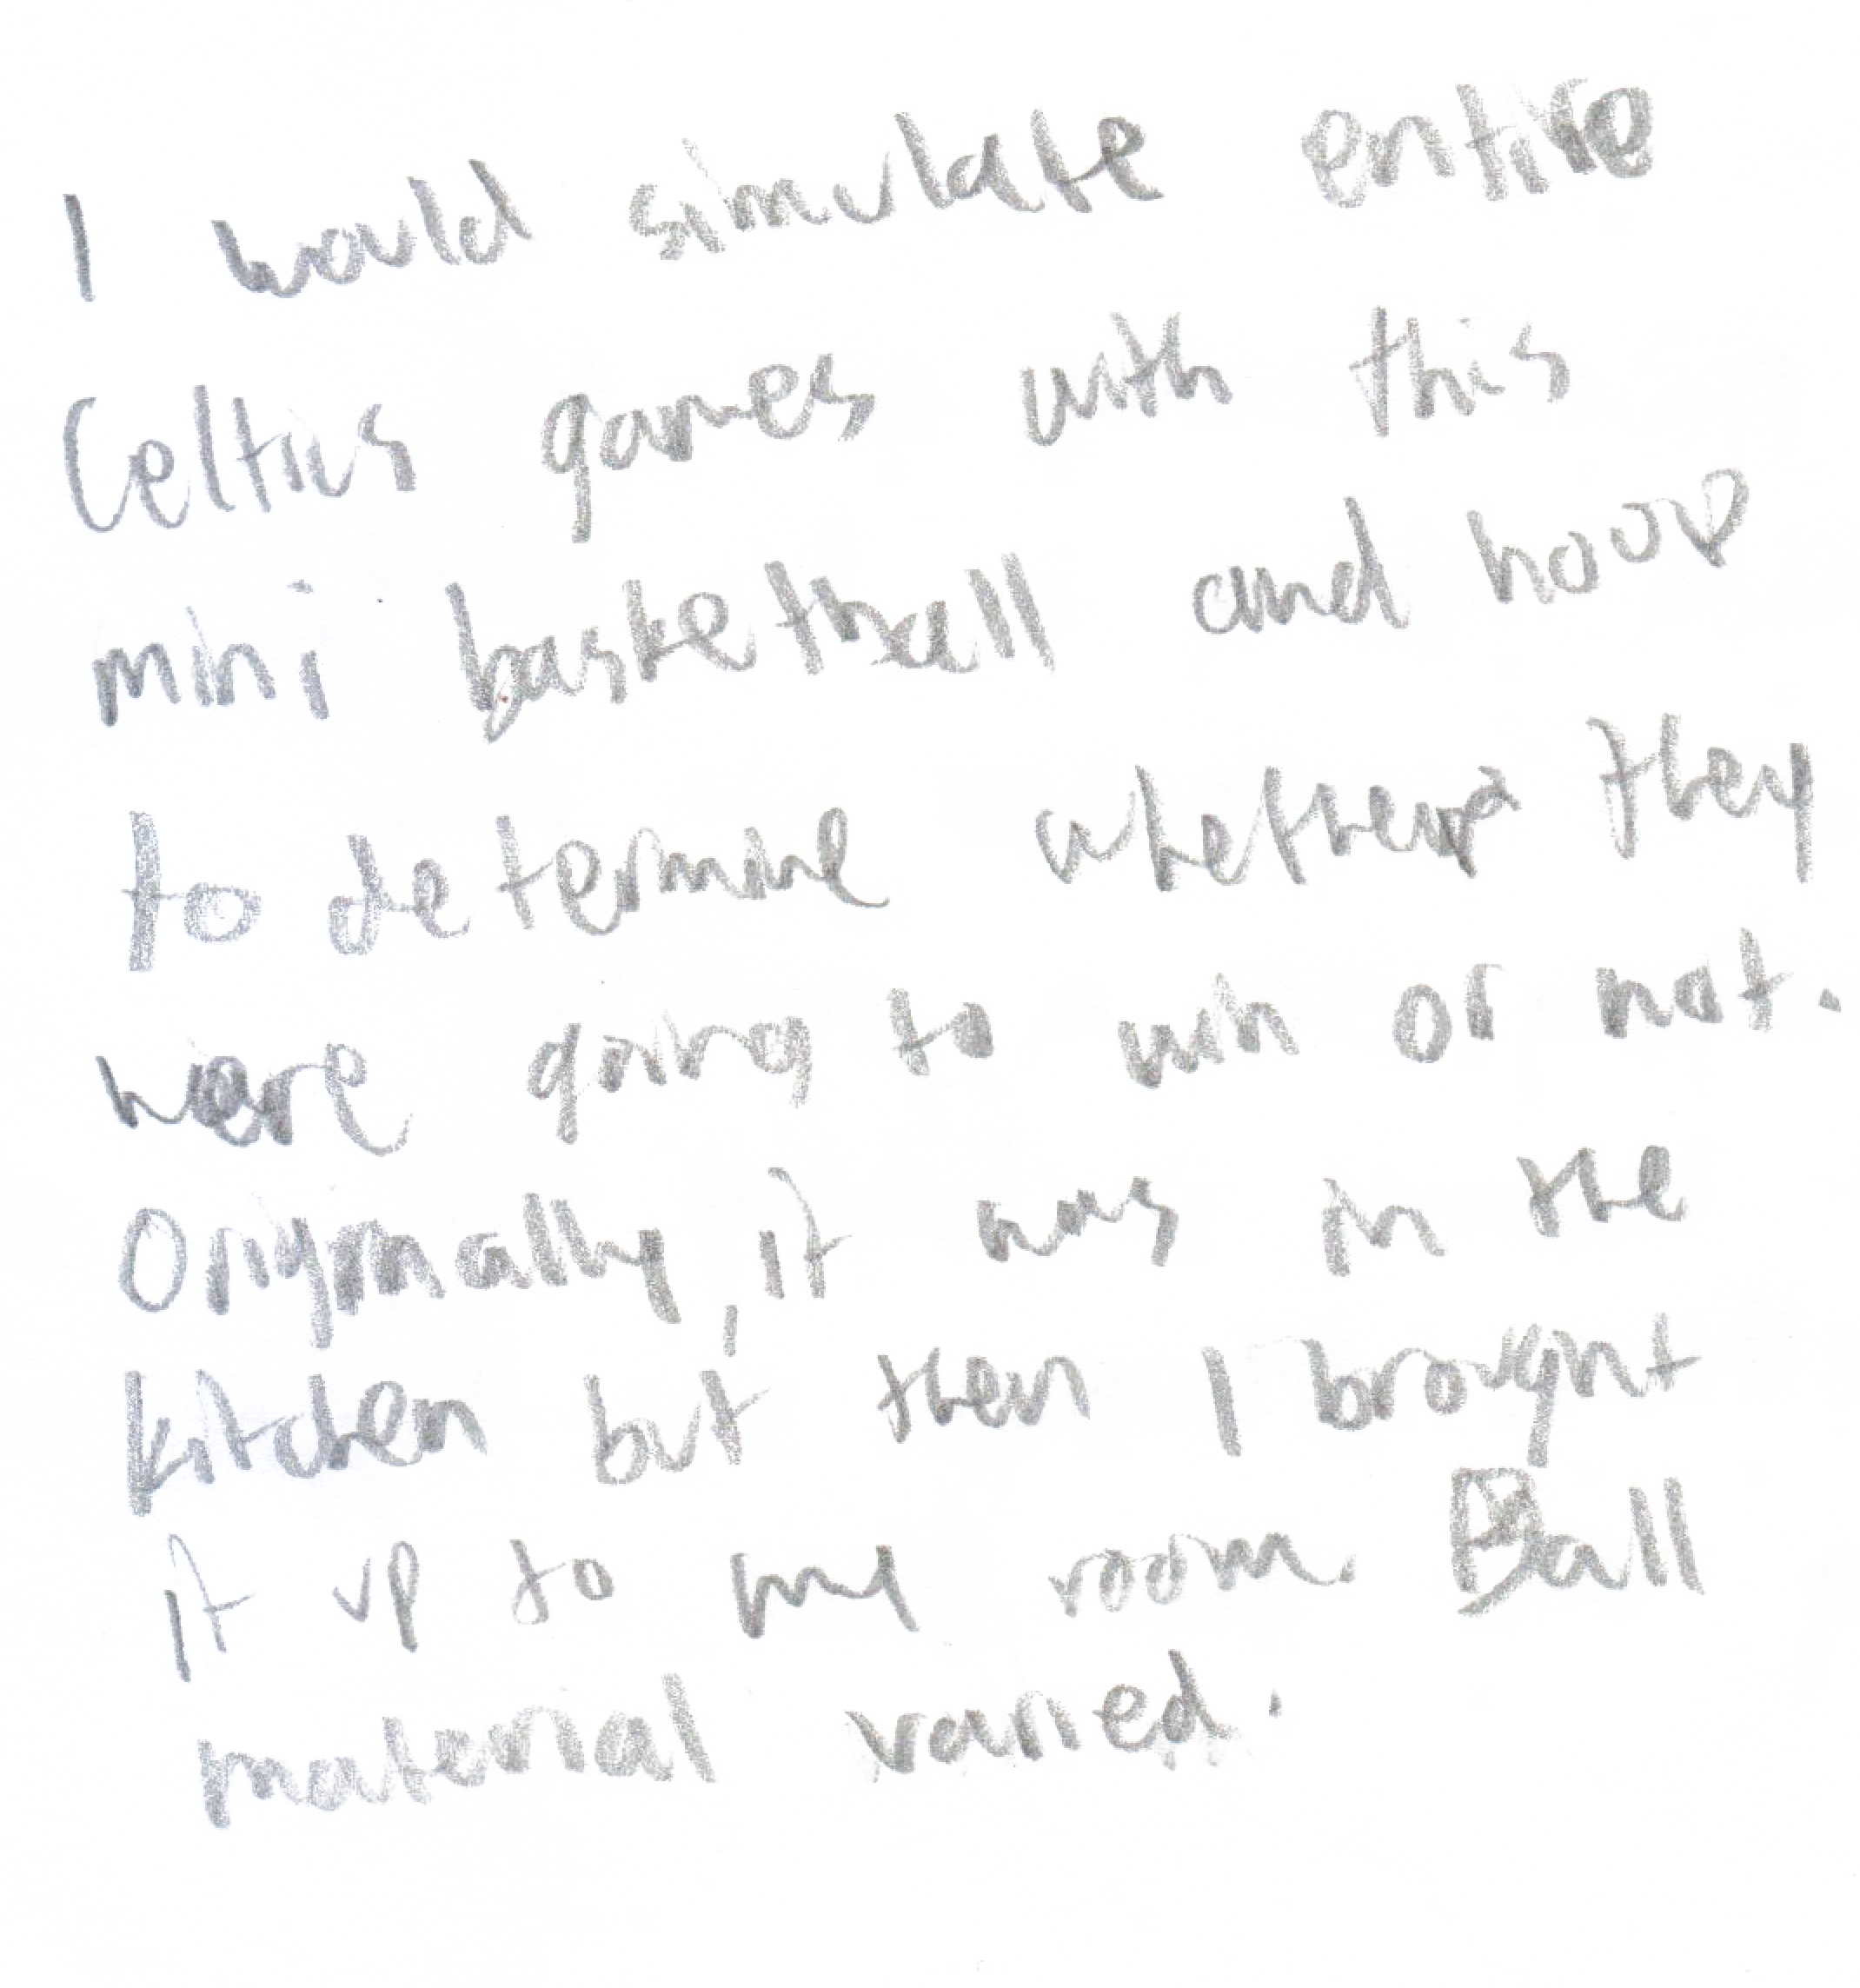 I would simulate entire
Celtics games with this
mini basketball and hoop
to determine whether they
were going to win or not.
Originally, it was in the
kitchen but then I brought
it up to my room. Ball
material varied.